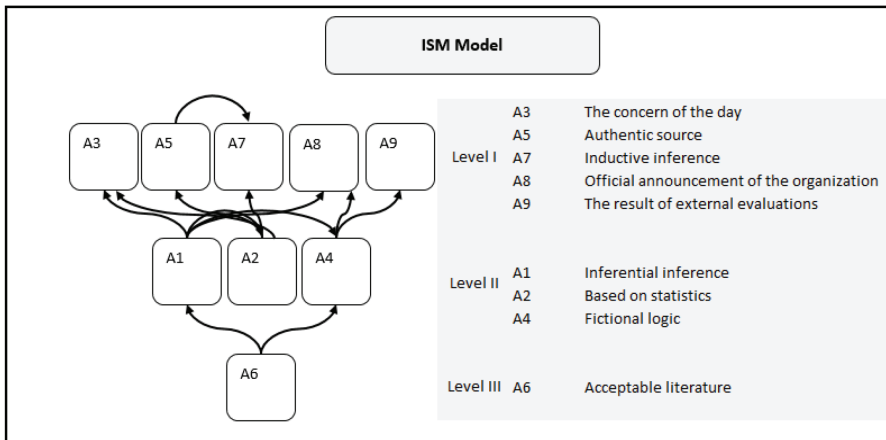 ISM Model
A3 A5 A7 A8 A9
A1 A2 A4
A6
A3 The concern of the day
A5 Authentic source
Level I A7 Inductive inference
A8 Official announcement of the organization
A9 The result of external evaluations
Level II A1 Inferential inference
A2 Based on statistics
A4 Fictional logic
Level III A6 Acceptable literature